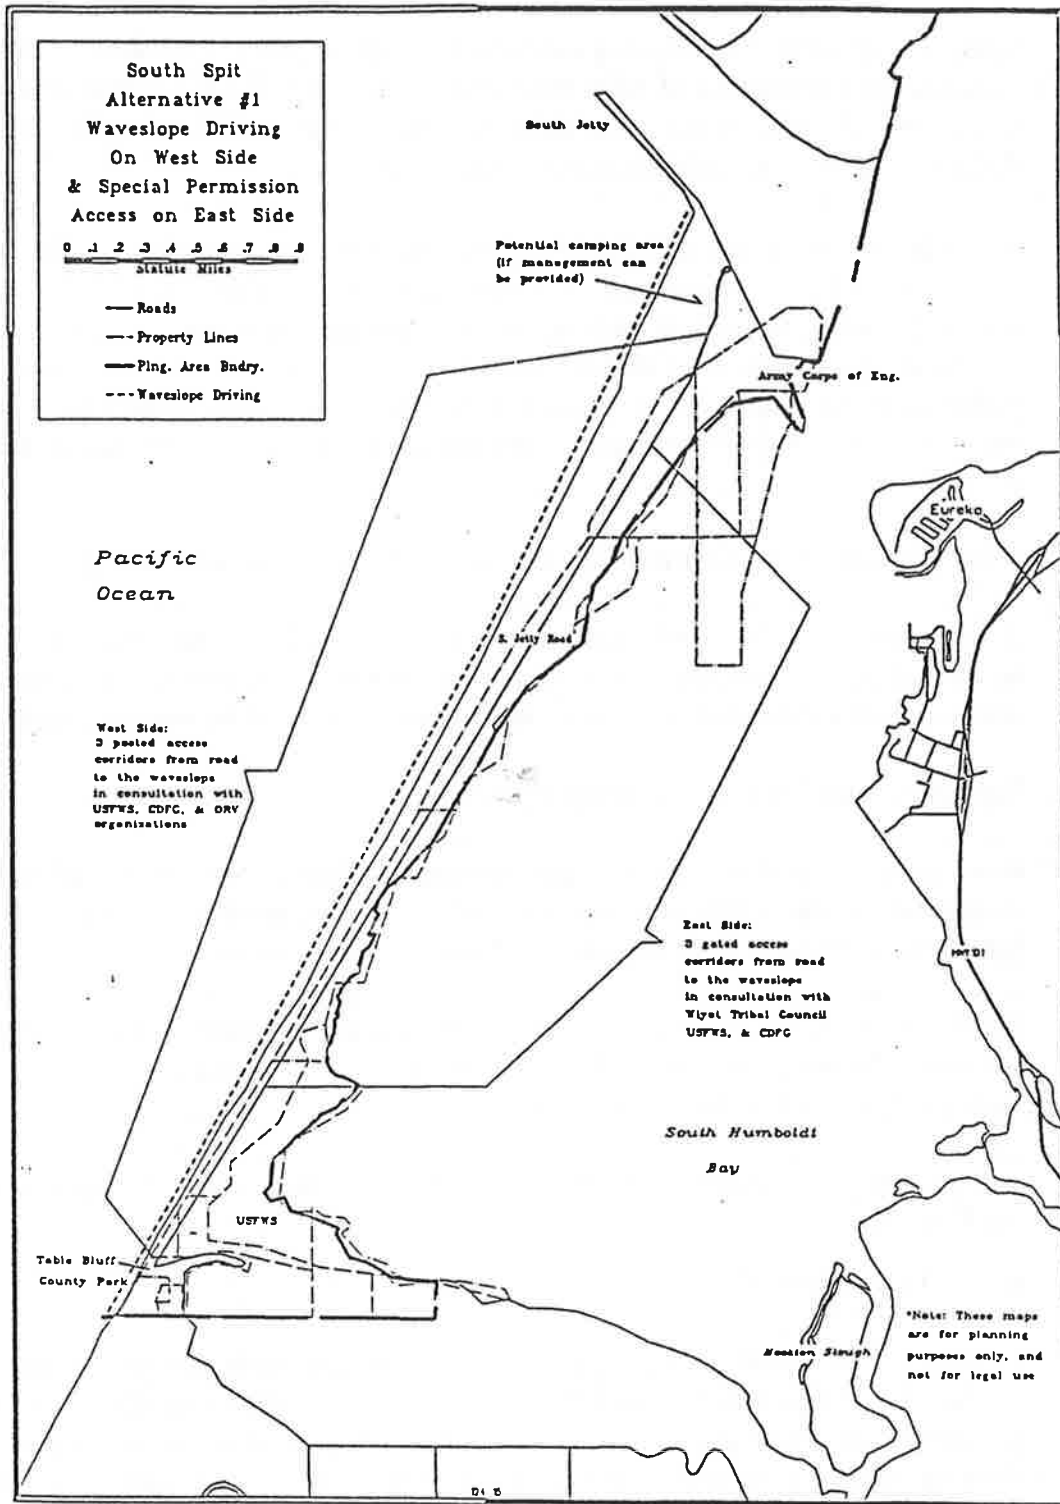 South Spit
Alternative #1
Waveslope Driving
On West Side
& Special Permission
Access on East Side
0 .1 .2 .3 .4 .5 .6 .7 .8 .9
Statute Miles
Roads
Property Lines
Plng. Area Bndry.
Waveslope Driving
South Jetty
Potential camping area
(if management can
be provided)
Army Corps of Eng.
Eureka
Pacific
Ocean
S. Jetty Road
West Side:
3 posted access
corridors from road
to the waveslope
in consultation with
USFWS, CDFG, & ORV
organizations
East Side:
3 gated access
corridors from road
to the waveslope
in consultation with
Wiyot Tribal Council
USFWS, & CDFG
HWY 101
South Humboldt
Bay
USFWS
Table Bluff
County Park
Hookton Slough
*Note: These maps
are for planning
purposes only, and
not for legal use